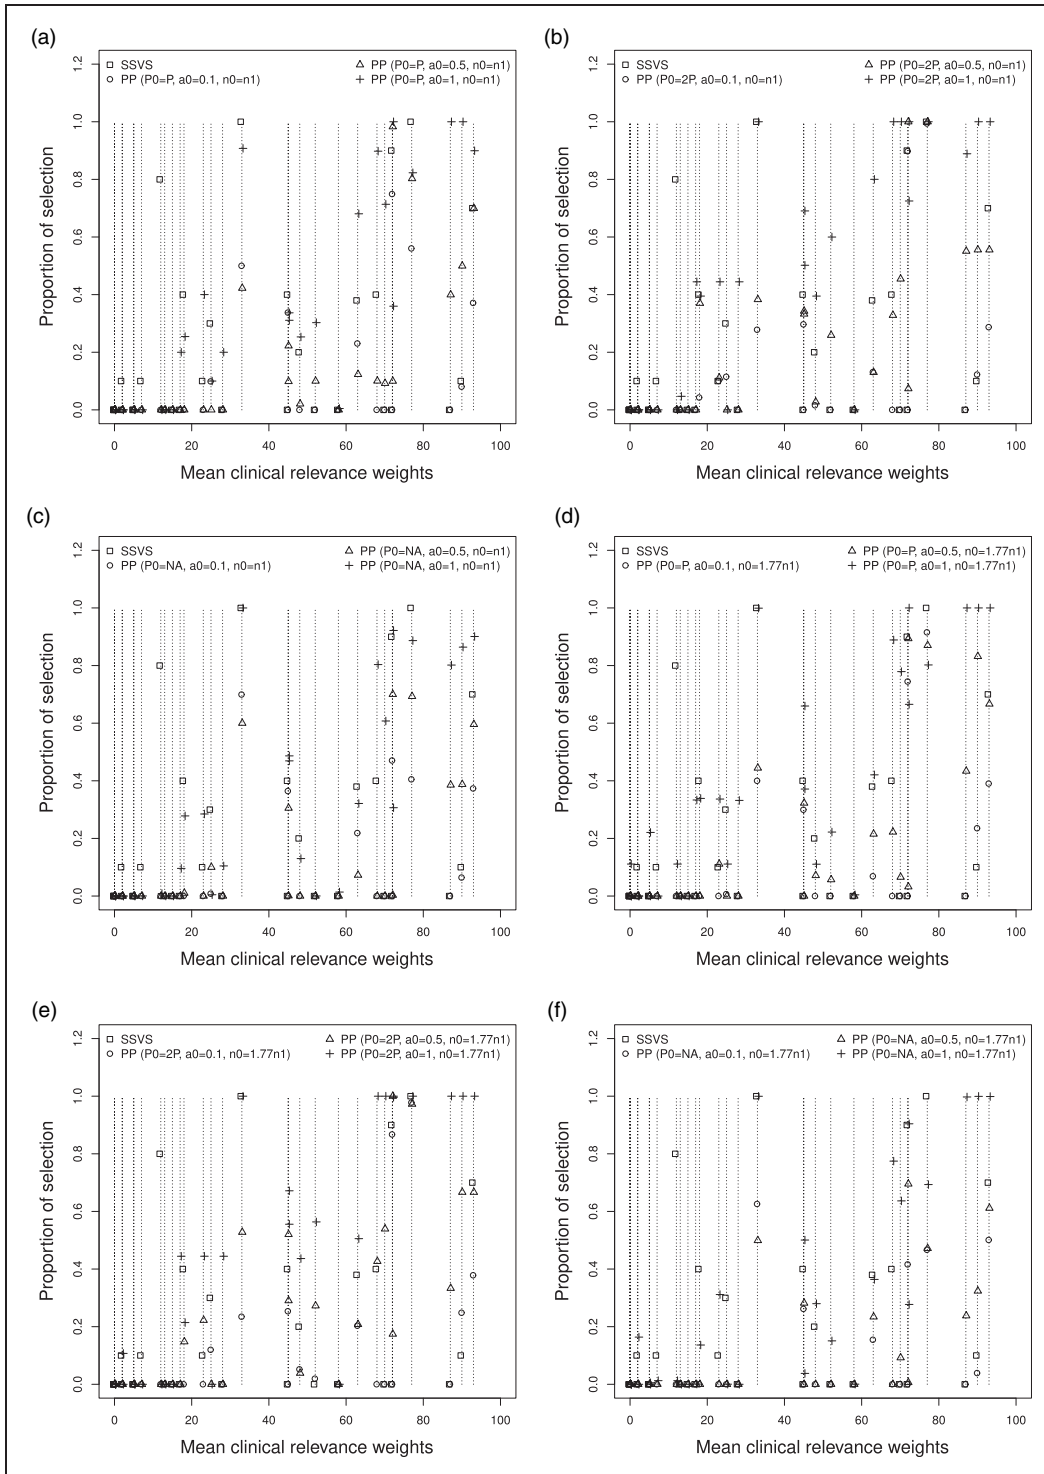 (a)
SSVS
PP (P0=P, a0=0.1, n0=n1)
PP (P0=P, a0=0.5, n0=n1)
PP (P0=P, a0=1, n0=n1)
Proportion of selection
1.2
1.0
0.8
0.6
0.4
0.2
0.0
0 20 40 60 80 100
Mean clinical relevance weights
(b)
SSVS
PP (P0=2P, a0=0.1, n0=n1)
PP (P0=2P, a0=0.5, n0=n1)
PP (P0=2P, a0=1, n0=n1)
Proportion of selection
1.2
1.0
0.8
0.6
0.4
0.2
0.0
0 20 40 60 80 100
Mean clinical relevance weights
(c)
SSVS
PP (P0=NA, a0=0.1, n0=n1)
PP (P0=NA, a0=0.5, n0=n1)
PP (P0=NA, a0=1, n0=n1)
Proportion of selection
1.2
1.0
0.8
0.6
0.4
0.2
0.0
0 20 40 60 80 100
Mean clinical relevance weights
(d)
SSVS
PP (P0=P, a0=0.1, n0=1.77n1)
PP (P0=P, a0=0.5, n0=1.77n1)
PP (P0=P, a0=1, n0=1.77n1)
Proportion of selection
1.2
1.0
0.8
0.6
0.4
0.2
0.0
0 20 40 60 80 100
Mean clinical relevance weights
(e)
SSVS
PP (P0=2P, a0=0.1, n0=1.77n1)
PP (P0=2P, a0=0.5, n0=1.77n1)
PP (P0=2P, a0=1, n0=1.77n1)
Proportion of selection
1.2
1.0
0.8
0.6
0.4
0.2
0.0
0 20 40 60 80 100
Mean clinical relevance weights
(f)
SSVS
PP (P0=NA, a0=0.1, n0=1.77n1)
PP (P0=NA, a0=0.5, n0=1.77n1)
PP (P0=NA, a0=1, n0=1.77n1)
Proportion of selection
1.2
1.0
0.8
0.6
0.4
0.2
0.0
0 20 40 60 80 100
Mean clinical relevance weights